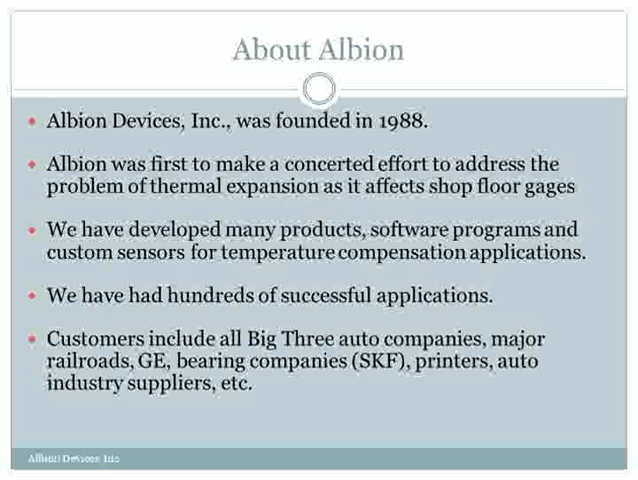 About Albion
Albion Devices, Inc., was founded in 1988.
Albion was first to make a concerted effort to address the
problem of thermal expansion as it affects shop floor gages
We have developed many products, software programs and
custom sensors for temperature compensation applications.
We have had hundreds of successful applications.
Customers include all Big Three auto companies, major
railroads, GE, bearing companies (SKF), printers, auto
industry suppliers, etc.
Albion Devices Inc.